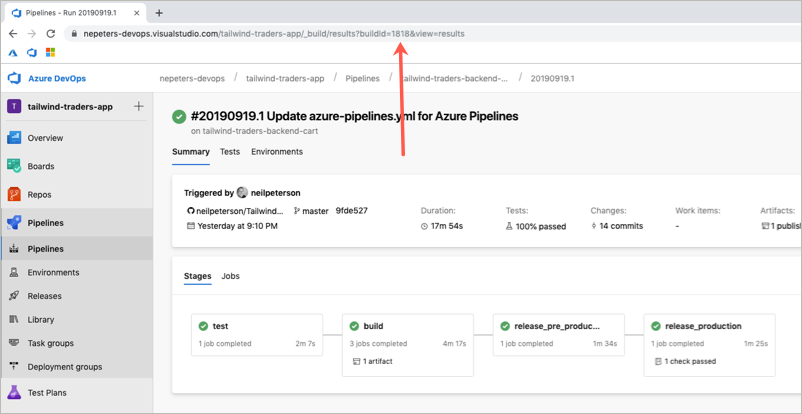 Pipelines - Run 20190919.1
nepeters-devops.visualstudio.com/tailwind-traders-app/_build/results?buildId=1818&view=results
Azure DevOps
nepeters-devops / tailwind-traders-app / Pipelines / tailwind-traders-backend-... / 20190919.1
T tailwind-traders-app
#20190919.1 Update azure-pipelines.yml for Azure Pipelines
on tailwind-traders-backend-cart
Overview
Boards
Repos
Pipelines
Pipelines
Environments
Releases
Library
Task groups
Deployment groups
Test Plans
Summary Tests Environments
Triggered by neilpeterson
neilpeterson/Tailwind... master 9fde527
Yesterday at 9:10 PM
Duration:
17m 54s
Tests:
100% passed
Changes:
14 commits
Work items:
-
Artifacts:
1 publis
Stages Jobs
test
1 job completed 2m 7s
build
3 jobs completed 4m 17s
1 artifact
release_pre_produc...
1 job completed 1m 34s
release_production
1 job completed 1m 25s
1 check passed